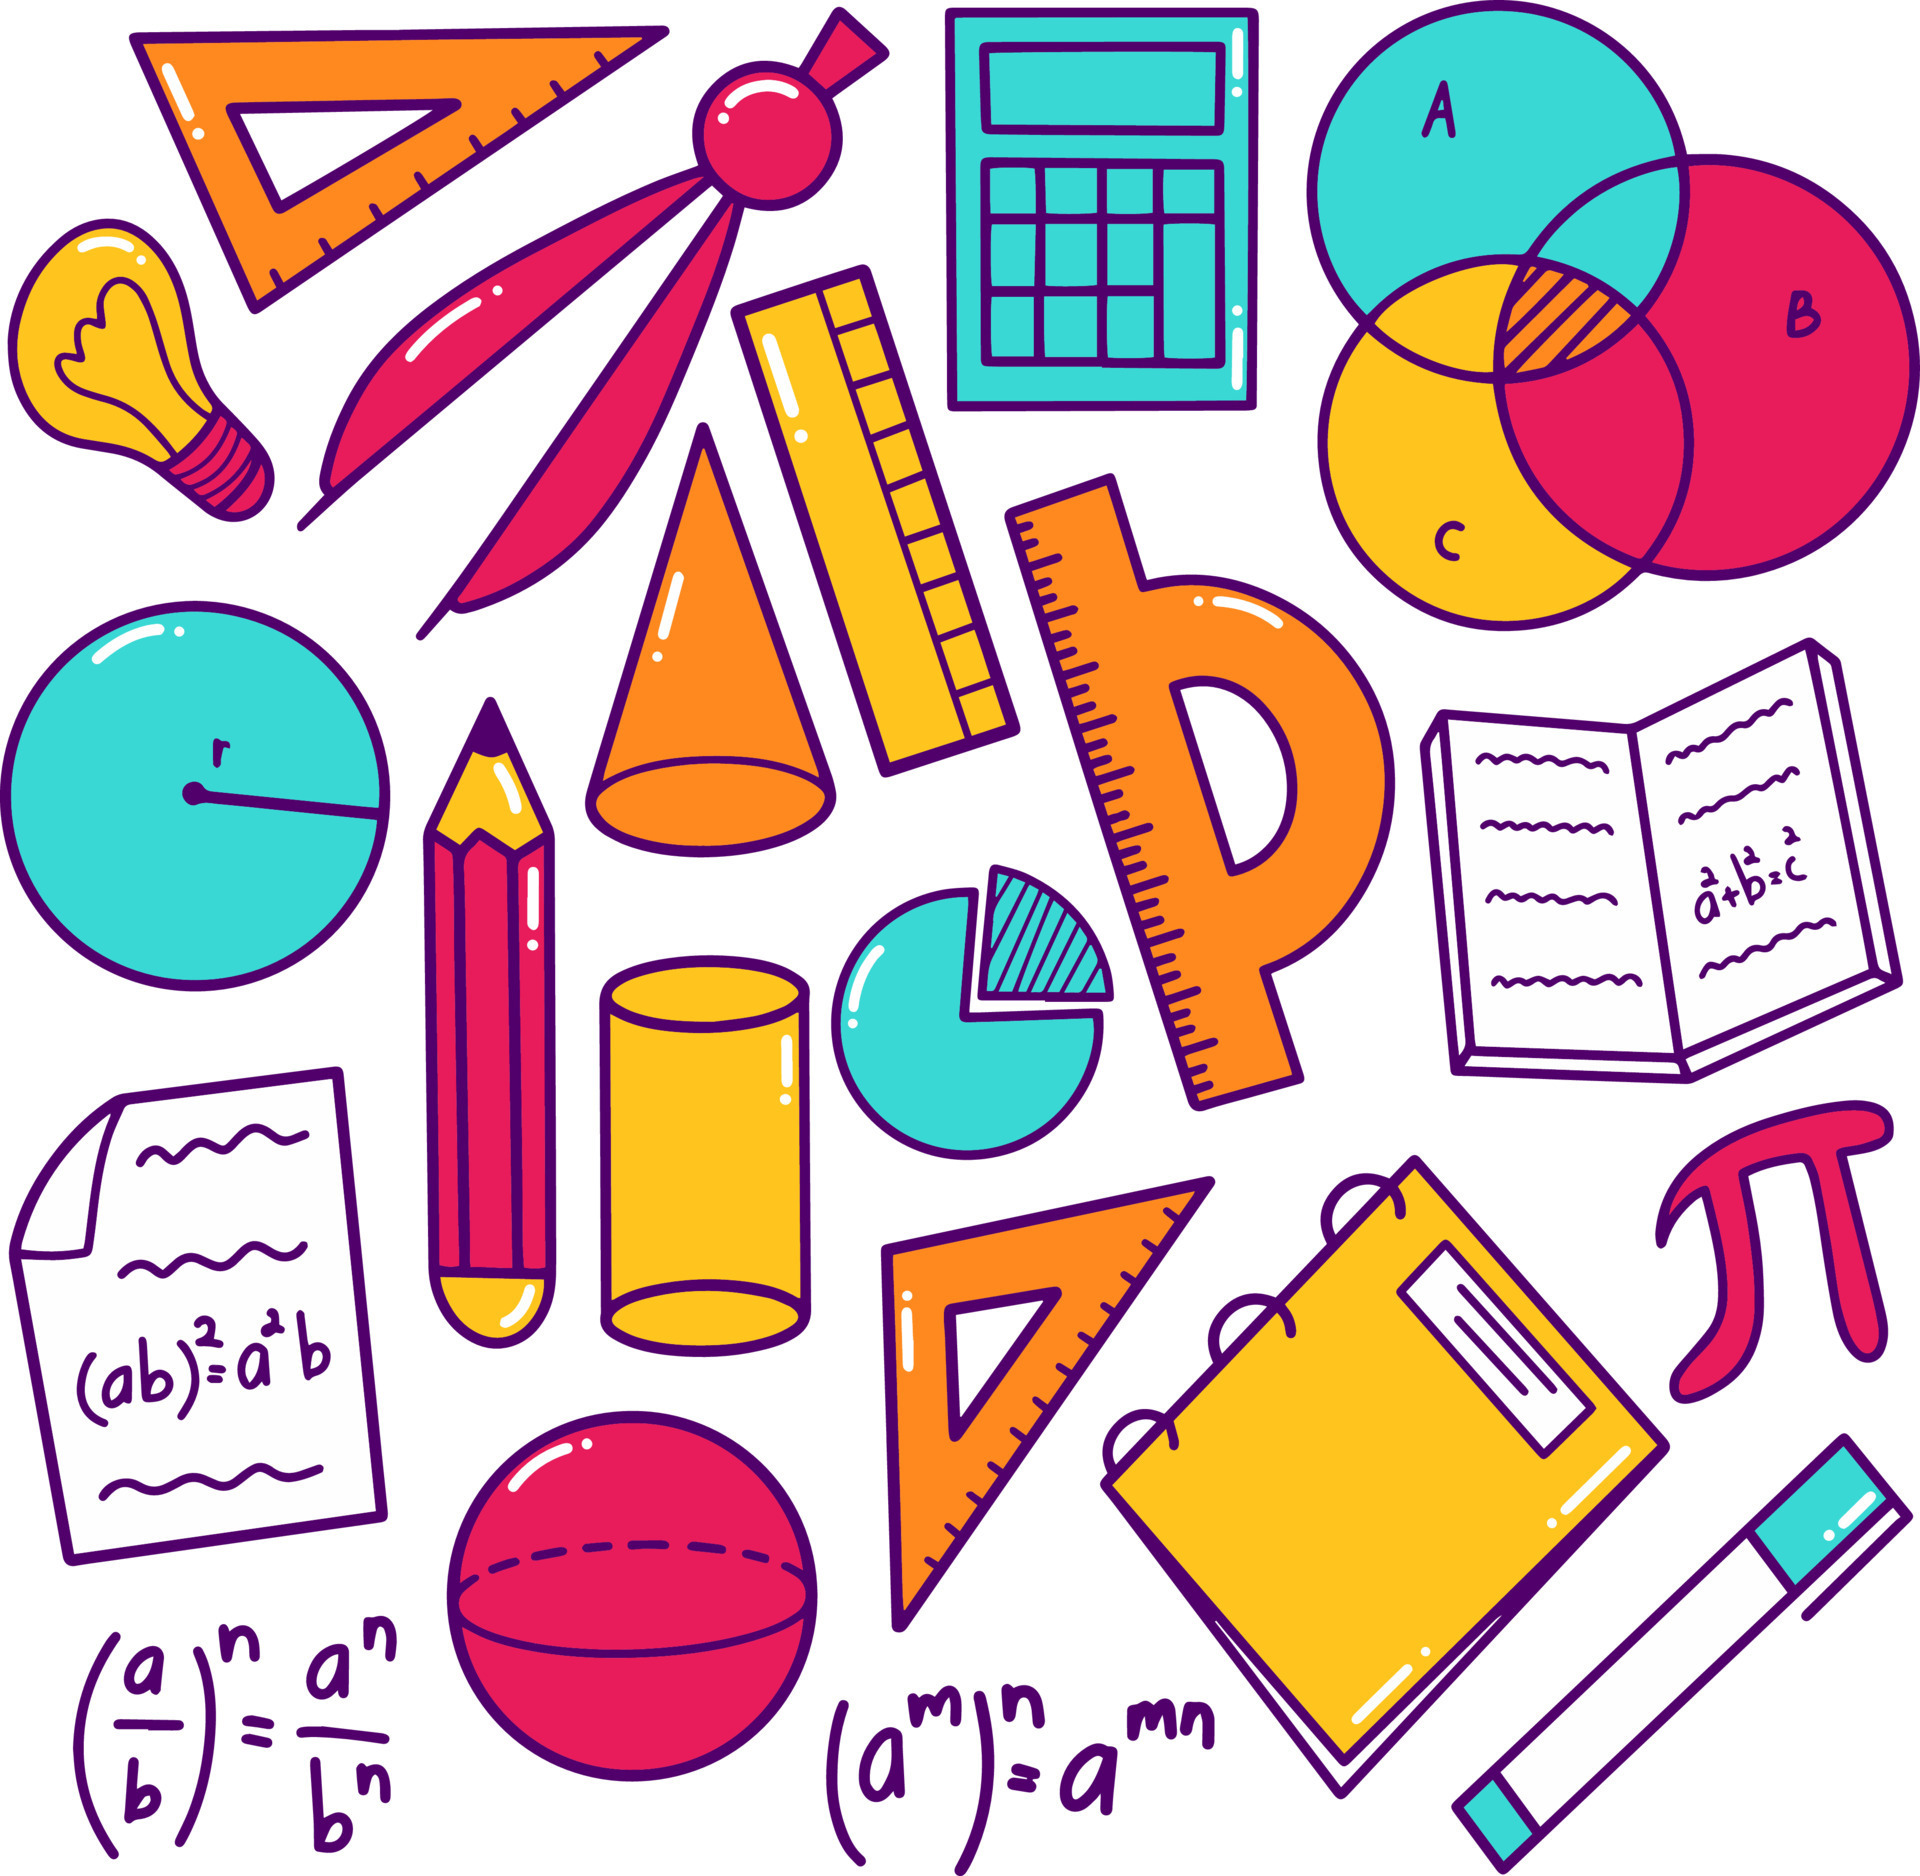 A
B
C
r
a²+b²=c²
(ab)²=a²b
(a/b)ⁿ=aⁿ/bⁿ
(aᵐ)ⁿ=aᵐⁿ
π